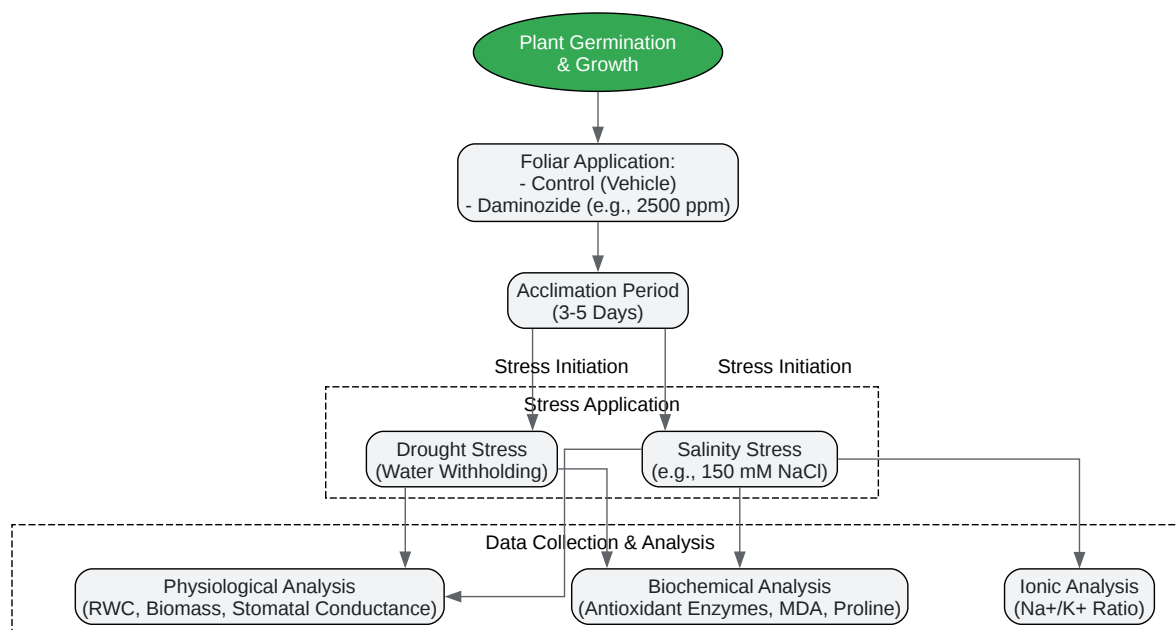 Plant Germination
& Growth
Foliar Application:
- Control (Vehicle)
- Daminozide (e.g., 2500 ppm)
Acclimation Period
(3-5 Days)
Stress Initiation
Stress Initiation
Stress Application
Drought Stress
(Water Withholding)
Salinity Stress
(e.g., 150 mM NaCl)
Data Collection & Analysis
Physiological Analysis
(RWC, Biomass, Stomatal Conductance)
Biochemical Analysis
(Antioxidant Enzymes, MDA, Proline)
Ionic Analysis
(Na+/K+ Ratio)